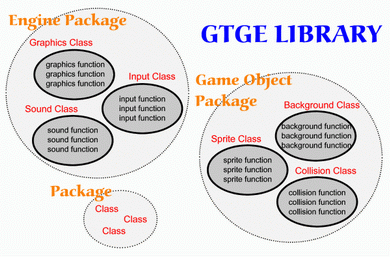 GTGE LIBRARY
Engine Package
Graphics Class
graphics function
graphics function
graphics function
Input Class
input function
input function
input function
Sound Class
sound function
sound function
sound function
Game Object
Package
Background Class
background function
background function
background function
Sprite Class
sprite function
sprite function
sprite function
Collision Class
collision function
collision function
collision function
Package
Class
Class
Class